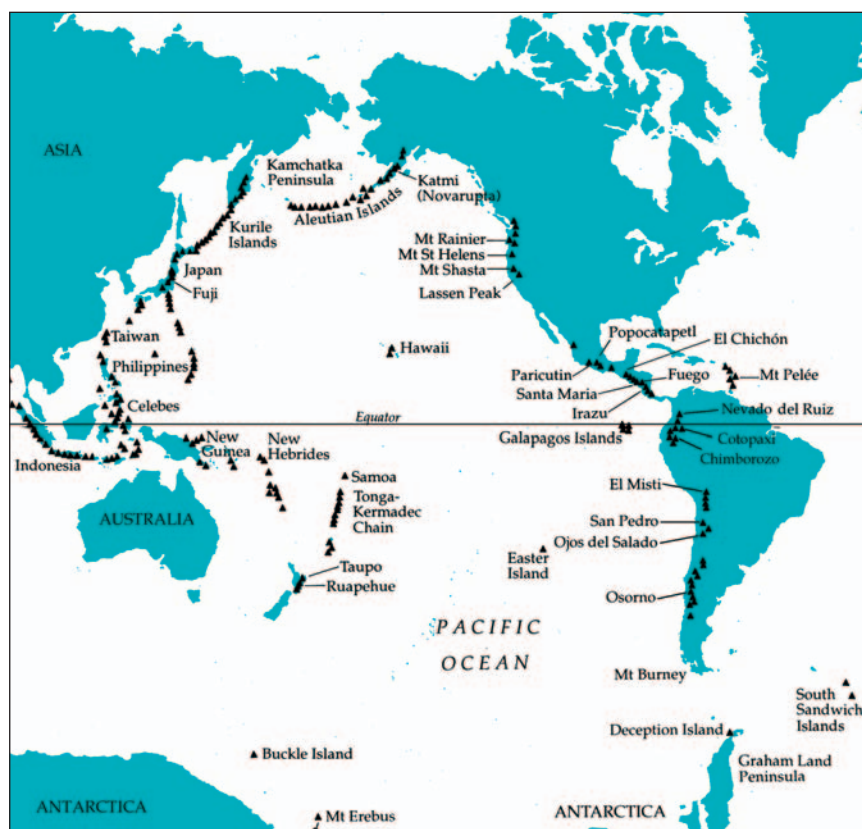 ASIA
Kamchatka
Peninsula
Katmi
(Novarupta)
Aleutian Islands
Kurile
Islands
Mt Rainier
Mt St Helens
Mt Shasta
Lassen Peak
Japan
Fuji
Taiwan
Philippines
Hawaii
Popocatapetl
El Chichón
Paricutin
Fuego
Mt Pelée
Santa Maria
Irazu
Celebes
Equator
Nevado del Ruiz
Galapagos Islands
Cotopaxi
Chimborozo
Indonesia
New
Guinea
New
Hebrides
Samoa
Tonga-
Kermadec
Chain
El Misti
AUSTRALIA
San Pedro
Ojos del Salado
Easter
Island
Taupo
Ruapehue
Osorno
PACIFIC
OCEAN
Mt Burney
South
Sandwich
Islands
Deception Island
Buckle Island
Graham Land
Peninsula
ANTARCTICA
Mt Erebus
ANTARCTICA